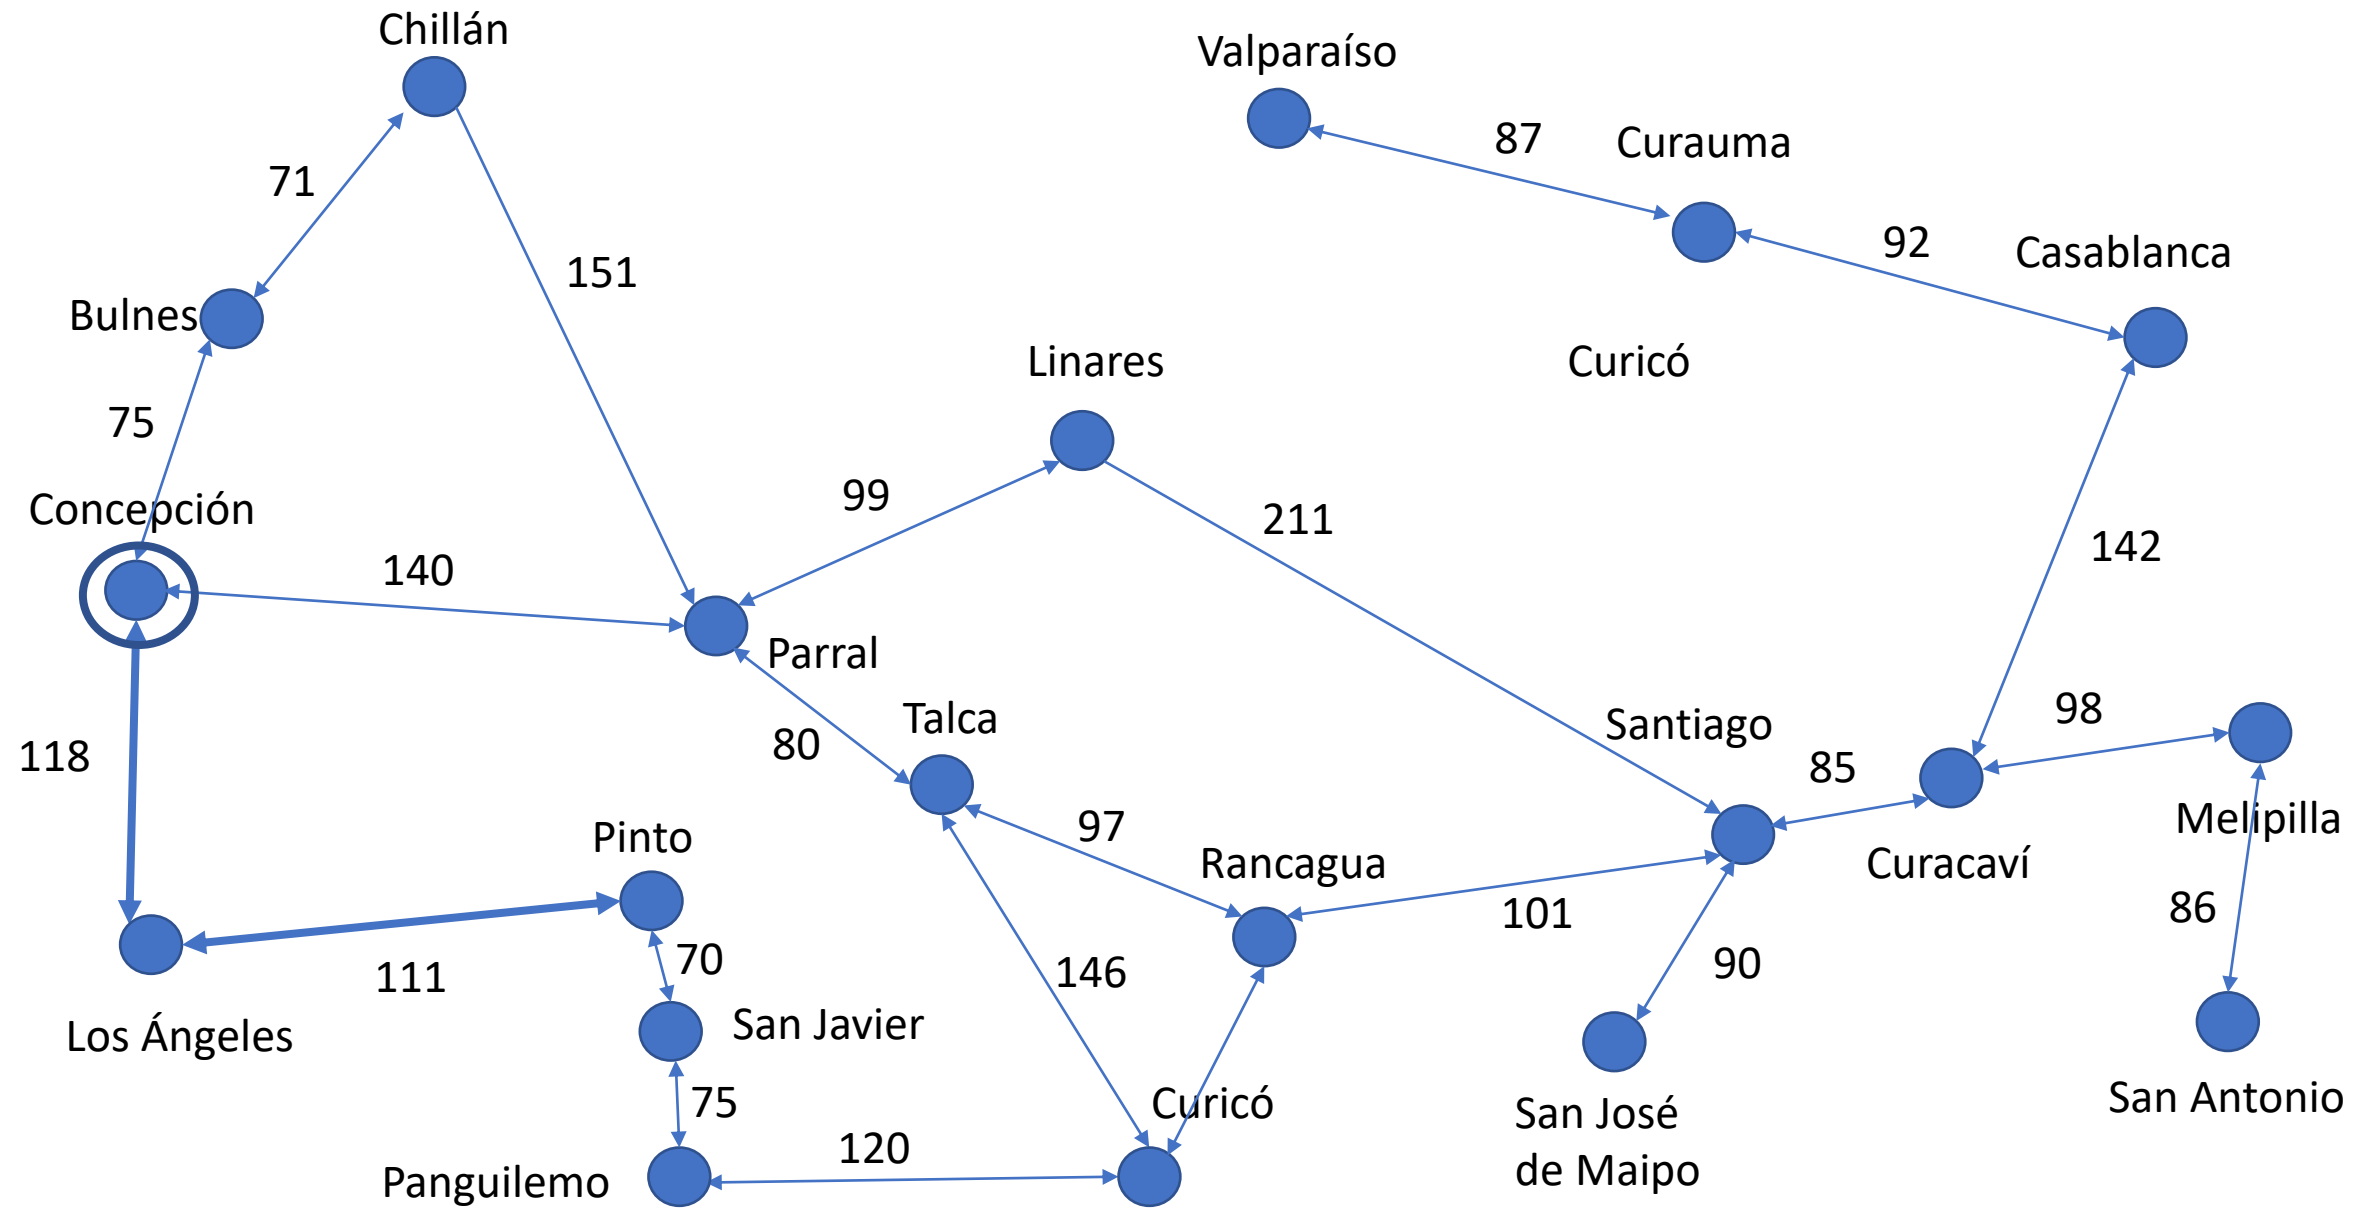 Chillán
Valparaíso
87
Curauma
71
92
Casablanca
151
Bulnes
Linares
Curicó
75
99
Concepción
211
142
140
Parral
Talca
98
Santiago
80
118
85
Melipilla
97
Pinto
Rancagua
Curacaví
101
86
70
111
146
90
San Javier
Los Ángeles
75
Curicó
San José
de Maipo
San Antonio
120
Panguilemo